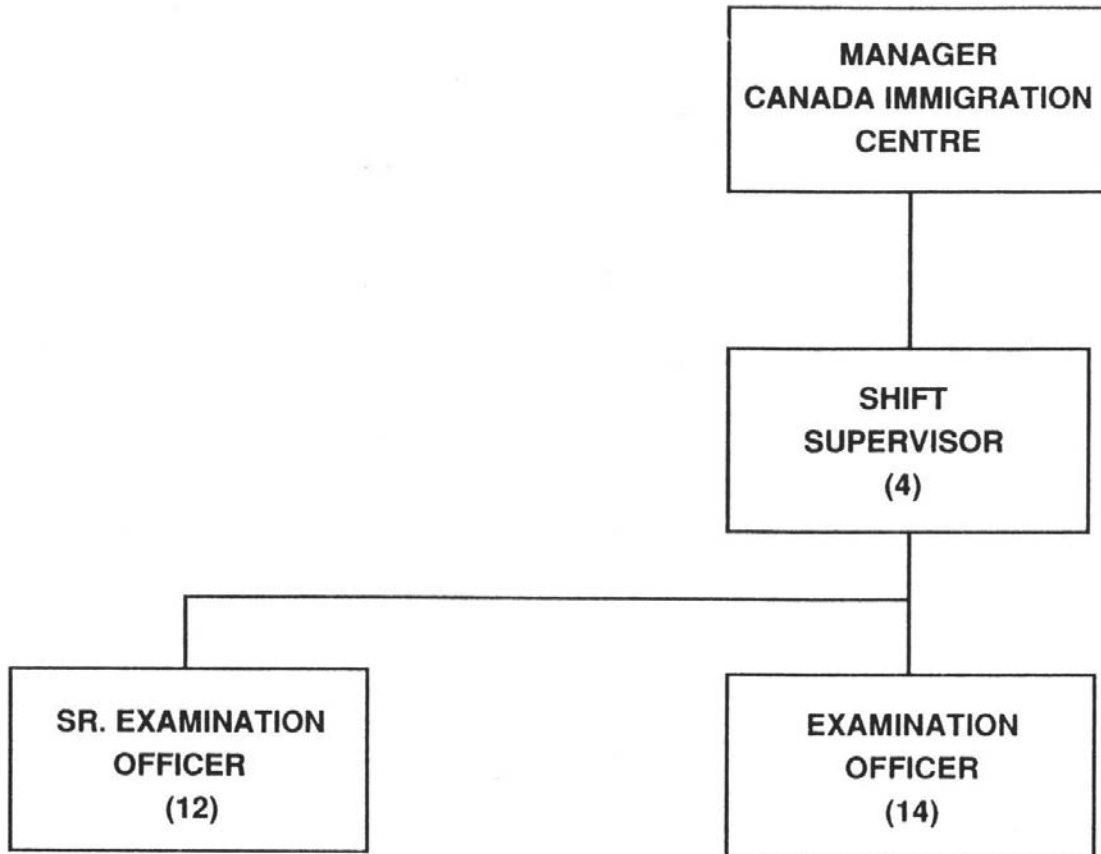 MANAGER
CANADA IMMIGRATION
CENTRE
SHIFT
SUPERVISOR
(4)
SR. EXAMINATION
OFFICER
(12)
EXAMINATION
OFFICER
(14)